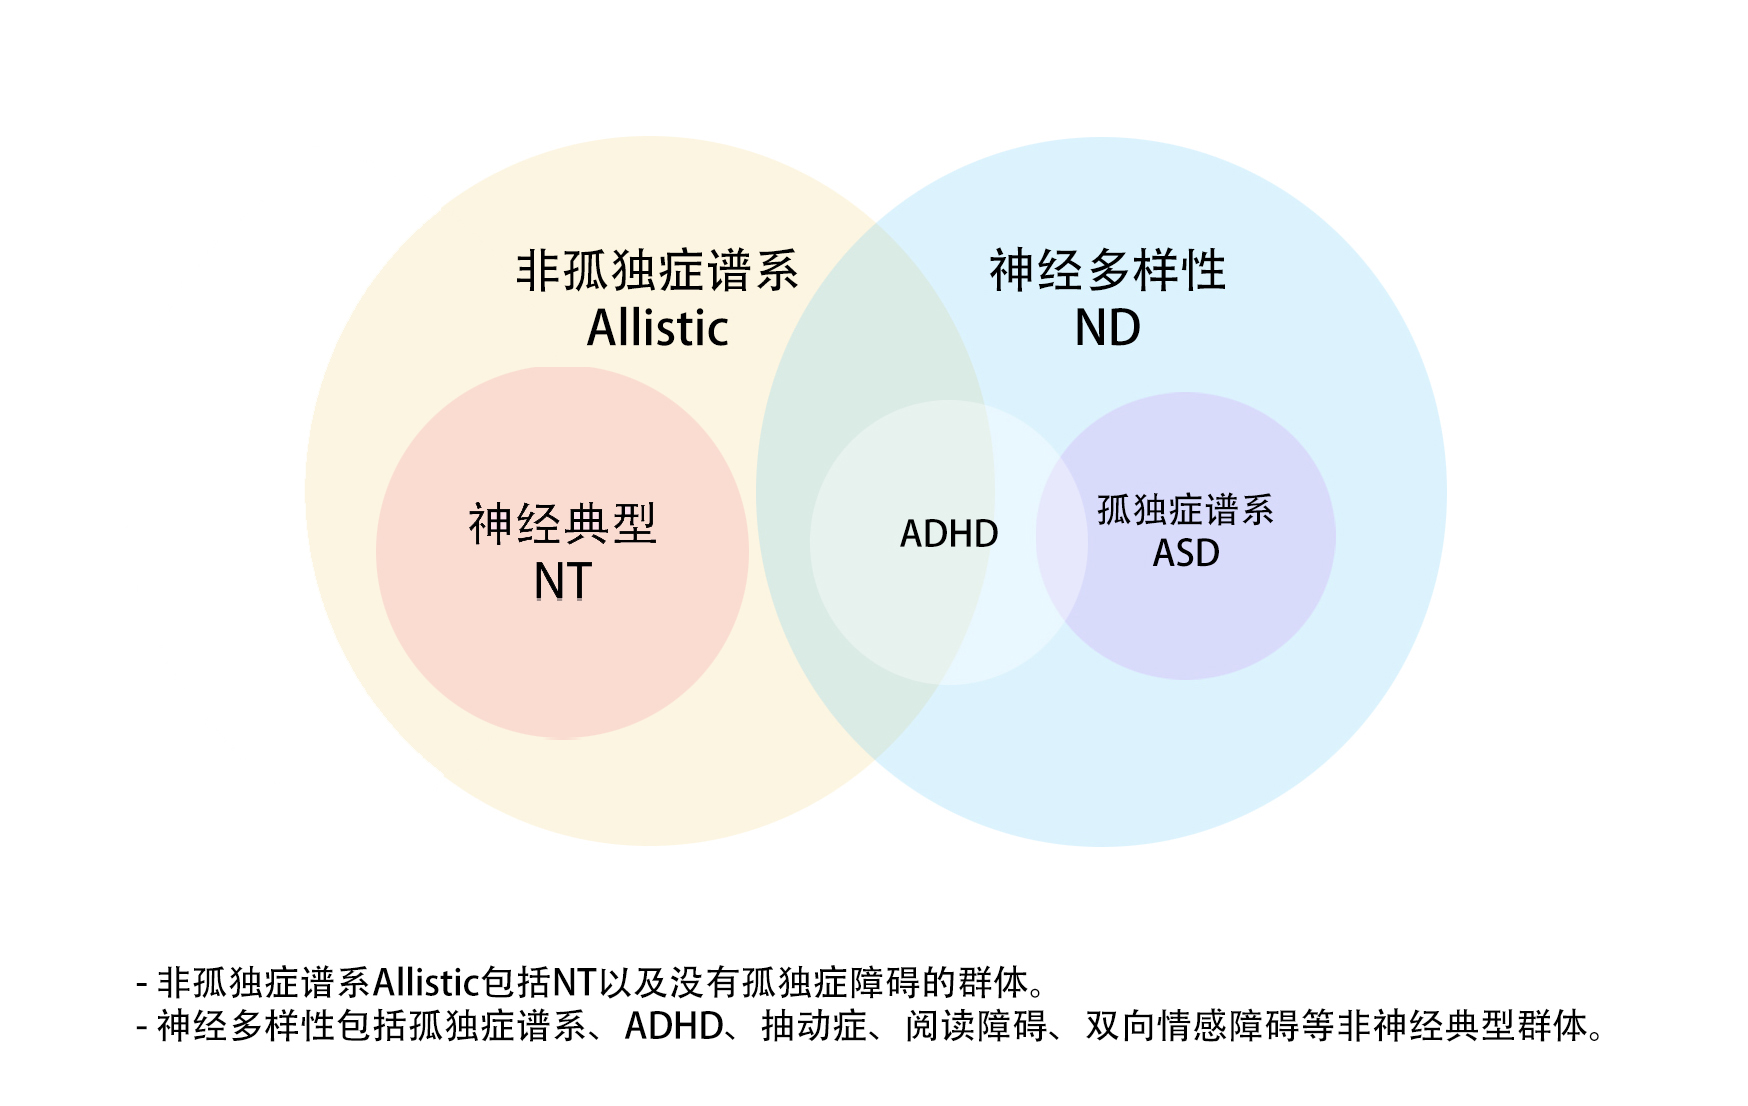 非孤独症谱系
Allistic
神经多样性
ND
神经典型
NT
ADHD
孤独症谱系
ASD
- 非孤独症谱系Allistic包括NT以及没有孤独症障碍的群体。
- 神经多样性包括孤独症谱系、ADHD、抽动症、阅读障碍、双向情感障碍等非神经典型群体。